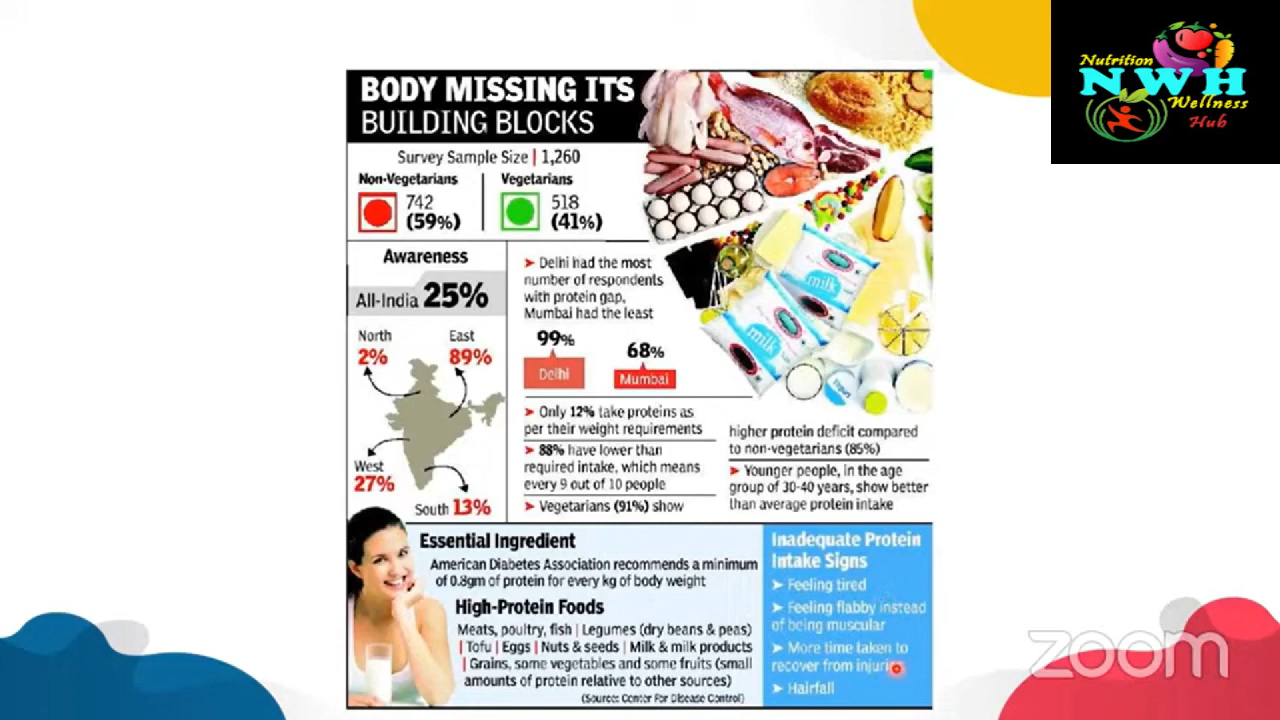 Nutrition
NWH
Wellness
Hub
BODY MISSING ITS
BUILDING BLOCKS
Survey Sample Size | 1,260
Non-Vegetarians
742
(59%)
Vegetarians
518
(41%)
Awareness
All-India 25%
North
2%
East
89%
West
27%
South 13%
➤ Delhi had the most
number of respondents
with protein gap,
Mumbai had the least
99%
Delhi
68%
Mumbai
➤ Only 12% take proteins as
per their weight requirements
➤ 88% have lower than
required intake, which means
every 9 out of 10 people
➤ Vegetarians (91%) show
higher protein deficit compared
to non-vegetarians (85%)
➤ Younger people, in the age
group of 30-40 years, show better
than average protein intake
milk
milk
Essential Ingredient
American Diabetes Association recommends a minimum
of 0.8gm of protein for every kg of body weight
High-Protein Foods
Meats, poultry, fish | Legumes (dry beans & peas)
| Tofu | Eggs | Nuts & seeds | Milk & milk products
| Grains, some vegetables and some fruits (small
amounts of protein relative to other sources)
(Source: Center For Disease Control)
Inadequate Protein
Intake Signs
➤ Feeling tired
➤ Feeling flabby instead
of being muscular
➤ More time taken to
recover from
➤ Hairfall
zoom